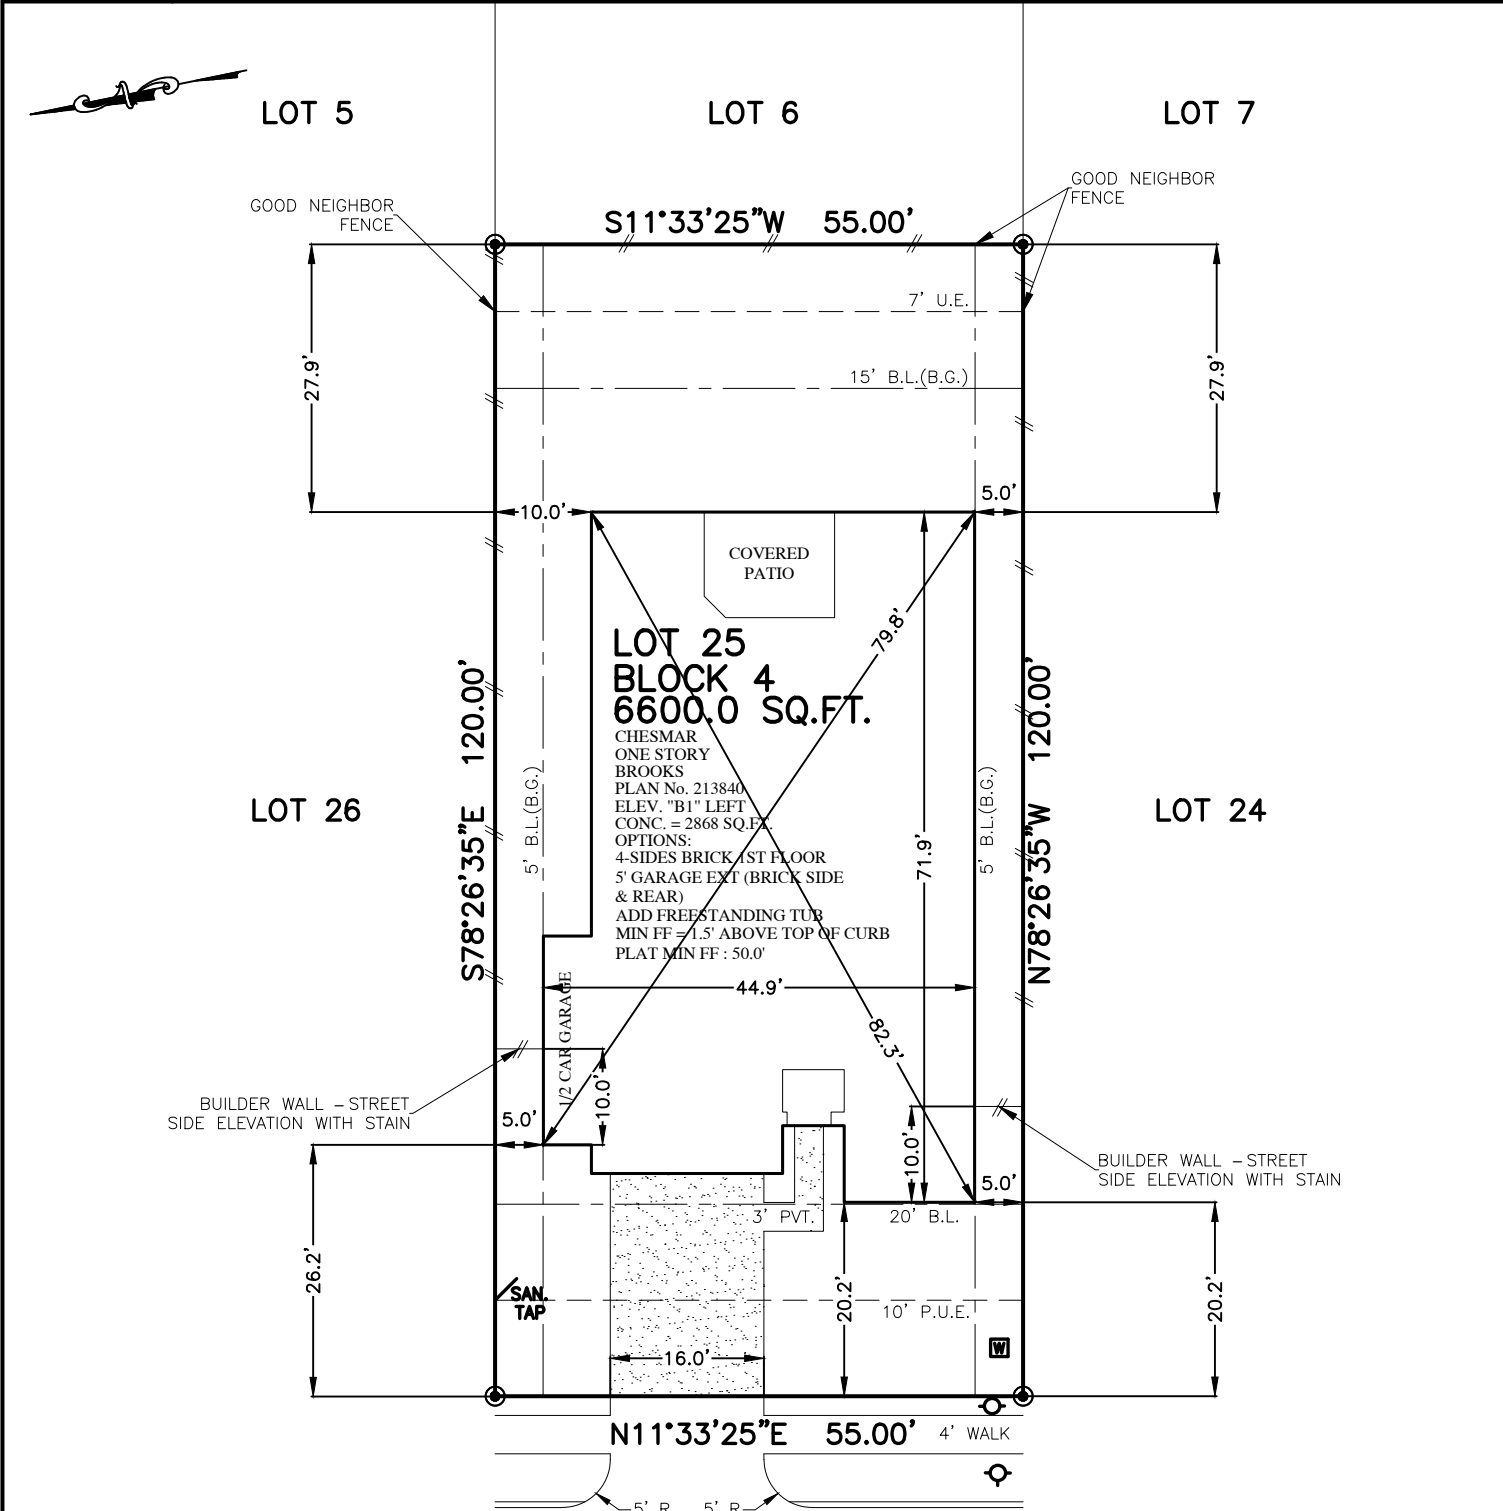 LOT 5
LOT 6
LOT 7
GOOD NEIGHBOR
FENCE
GOOD NEIGHBOR
FENCE
S11°33'25"W 55.00'
7' U.E.
15' B.L.(B.G.)
27.9'
27.9'
10.0'
5.0'
COVERED
PATIO
79.8'
LOT 25
BLOCK 4
6600.0 SQ.FT.
CHESMAR
ONE STORY
BROOKS
PLAN No. 213840
ELEV. "B1" LEFT
CONC. = 2868 SQ.FT.
OPTIONS:
4-SIDES BRICK 1ST FLOOR
5' GARAGE EXT (BRICK SIDE
& REAR)
ADD FREESTANDING TUB
MIN FF = 1.5' ABOVE TOP OF CURB
PLAT MIN FF : 50.0'
S78°26'35"E 120.00'
N78°26'35"W 120.00'
5' B.L.(B.G.)
5' B.L.(B.G.)
LOT 26
LOT 24
71.9'
44.9'
82.3'
1/2 CAR GARAGE
10.0'
BUILDER WALL – STREET
SIDE ELEVATION WITH STAIN
5.0'
10.0'
BUILDER WALL – STREET
SIDE ELEVATION WITH STAIN
5.0'
3' PVT.
20' B.L.
26.2'
20.2'
20.2'
SAN.
TAP
10' P.U.E.
W
16.0'
N11°33'25"E 55.00'
4' WALK
5' R
5' R